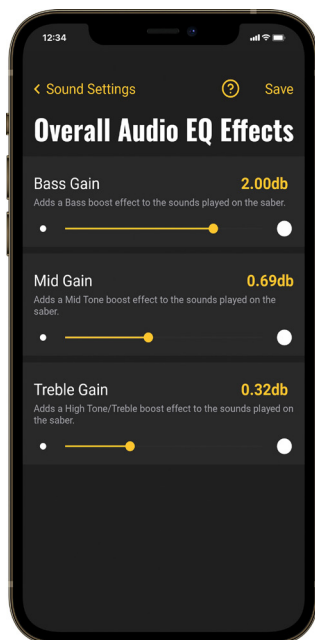 12:34
< Sound Settings ? Save
Overall Audio EQ Effects
Bass Gain 2.00db
Adds a Bass boost effect to the sounds played on the saber.
Mid Gain 0.69db
Adds a Mid Tone boost effect to the sounds played on the
saber.
Treble Gain 0.32db
Adds a High Tone/Treble boost effect to the sounds played on
the saber.